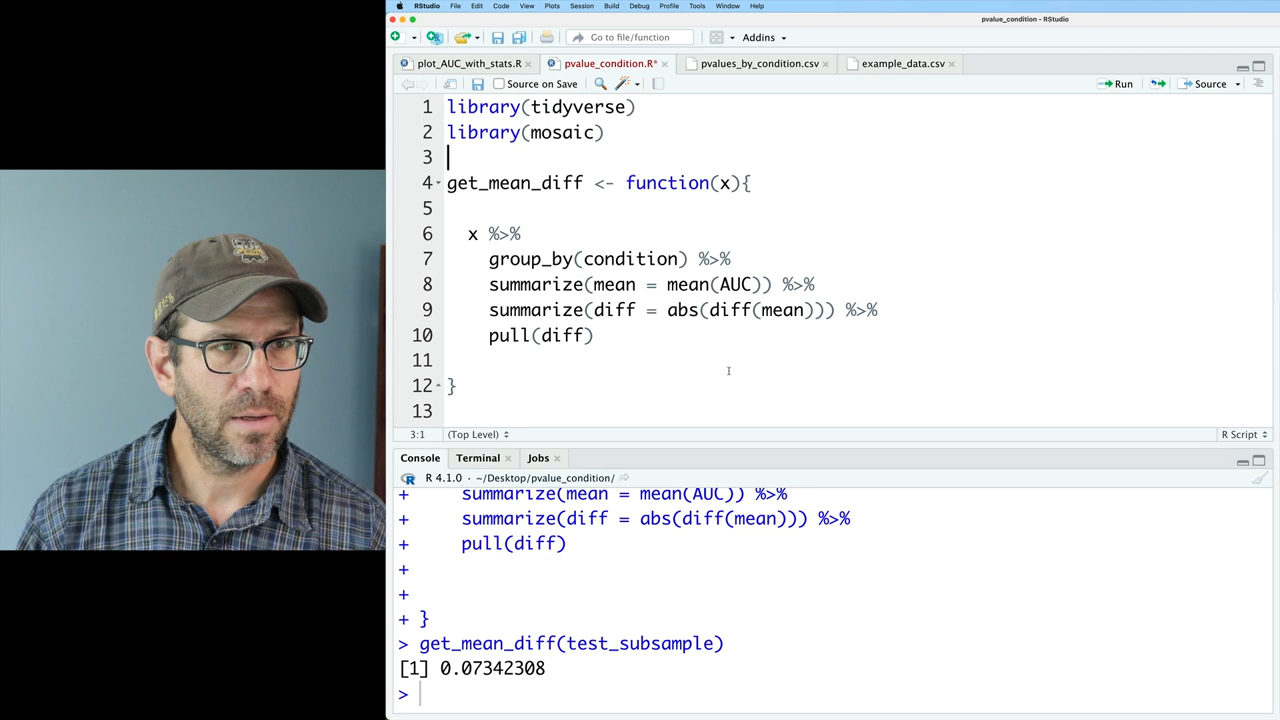 RStudio File Edit Code View Plots Session Build Debug Profile Tools Window Help
pvalue_condition - RStudio
Go to file/function Addins
plot_AUC_with_stats.R pvalue_condition.R* pvalues_by_condition.csv example_data.csv
Source on Save Run Source
1 library(tidyverse)
2 library(mosaic)
3
4 get_mean_diff <- function(x){
5
6 x %>%
7 group_by(condition) %>%
8 summarize(mean = mean(AUC)) %>%
9 summarize(diff = abs(diff(mean))) %>%
10 pull(diff)
11
12 }
13
3:1 (Top Level) R Script
Console Terminal Jobs
R 4.1.0 · ~/Desktop/pvalue_condition/
+ summarize(mean = mean(AUC)) %>%
+ summarize(diff = abs(diff(mean))) %>%
+ pull(diff)
+
+
+ }
> get_mean_diff(test_subsample)
[1] 0.07342308
>